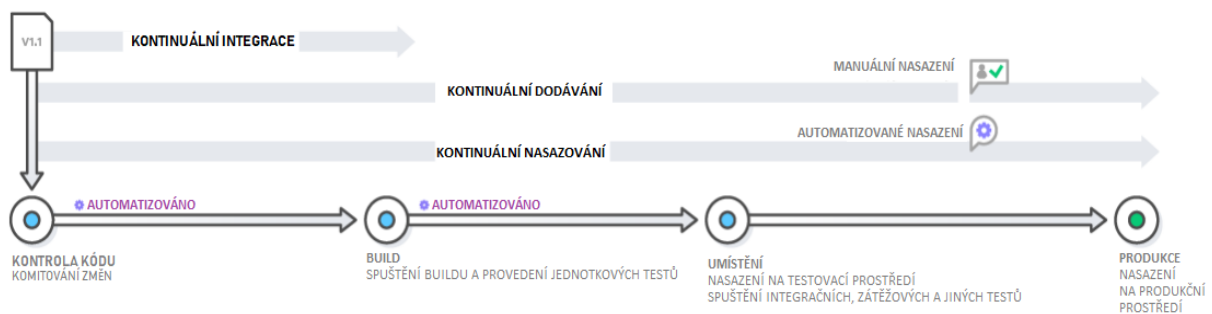 V1.1
KONTINUÁLNÍ INTEGRACE
MANUÁLNÍ NASAZENÍ
KONTINUÁLNÍ DODÁVÁNÍ
AUTOMATIZOVANÉ NASAZENÍ
KONTINUÁLNÍ NASAZOVÁNÍ
AUTOMATIZOVÁNO
AUTOMATIZOVÁNO
KONTROLA KÓDU
KOMITOVÁNÍ ZMĚN
BUILD
SPUŠTĚNÍ BUILDU A PROVEDENÍ JEDNOTKOVÝCH TESTŮ
UMÍSTĚNÍ
NASAZENÍ NA TESTOVACÍ PROSTŘEDÍ
SPUŠTĚNÍ INTEGRAČNÍCH, ZÁTĚŽOVÝCH A JINÝCH TESTŮ
PRODUKCE
NASAZENÍ
NA PRODUKČNÍ
PROSTŘEDÍ